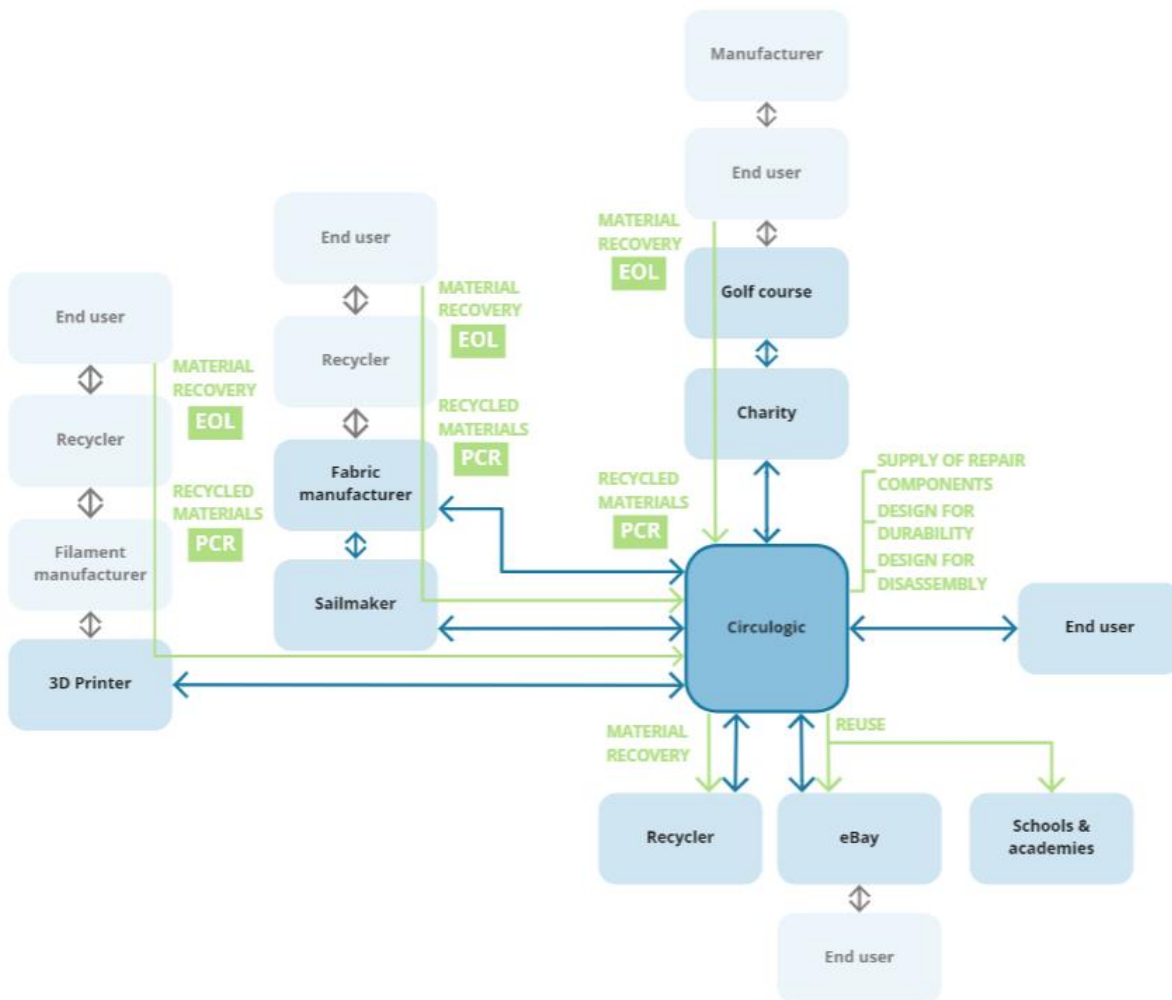 Manufacturer
End user
MATERIAL
RECOVERY
EOL
Golf course
Charity
RECYCLED
MATERIALS
PCR
End user
MATERIAL
RECOVERY
EOL
Recycler
RECYCLED
MATERIALS
PCR
Fabric
manufacturer
Sailmaker
End user
MATERIAL
RECOVERY
EOL
Recycler
RECYCLED
MATERIALS
PCR
Filament
manufacturer
3D Printer
Circulogic
SUPPLY OF REPAIR
COMPONENTS
DESIGN FOR
DURABILITY
DESIGN FOR
DISASSEMBLY
End user
MATERIAL
RECOVERY
REUSE
Recycler
eBay
Schools &
academies
End user